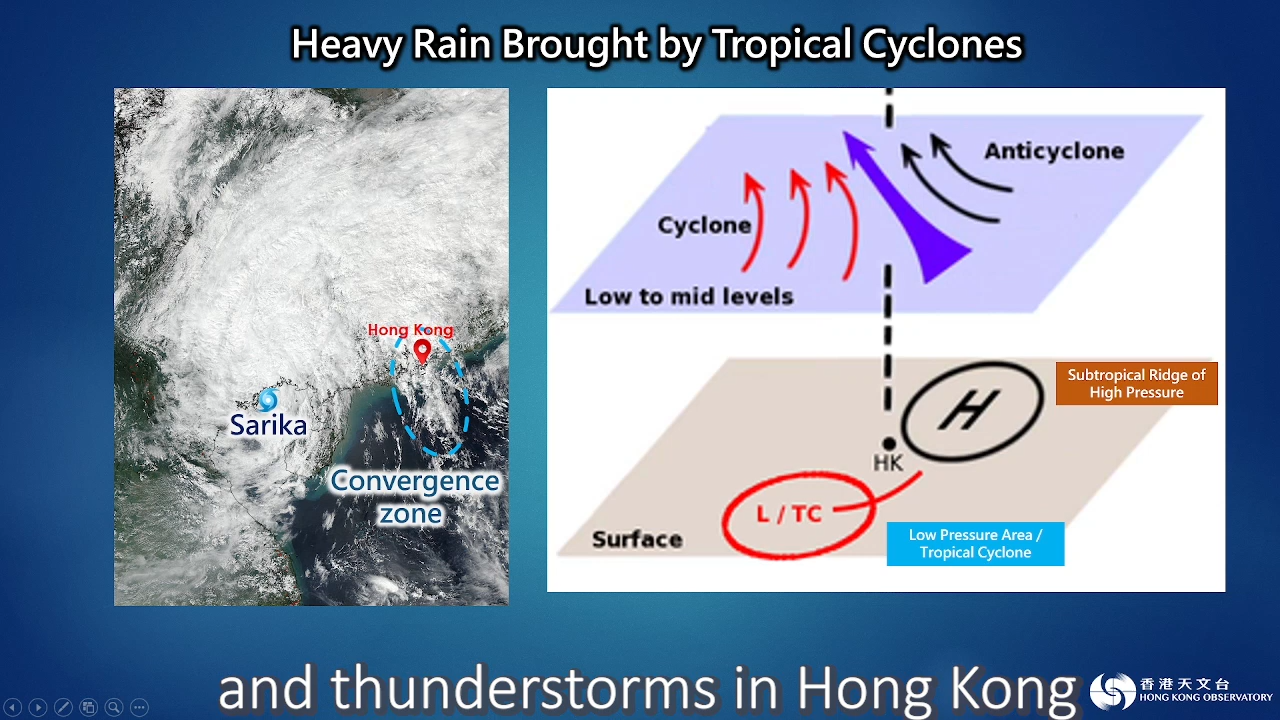 Heavy Rain Brought by Tropical Cyclones
Hong Kong
Sarika
Convergence
zone
Anticyclone
Cyclone
Low to mid levels
Subtropical Ridge of
High Pressure
H
HK
L / TC
Surface
Low Pressure Area /
Tropical Cyclone
and thunderstorms in Hong Kong
香港天文台
HONG KONG OBSERVATORY